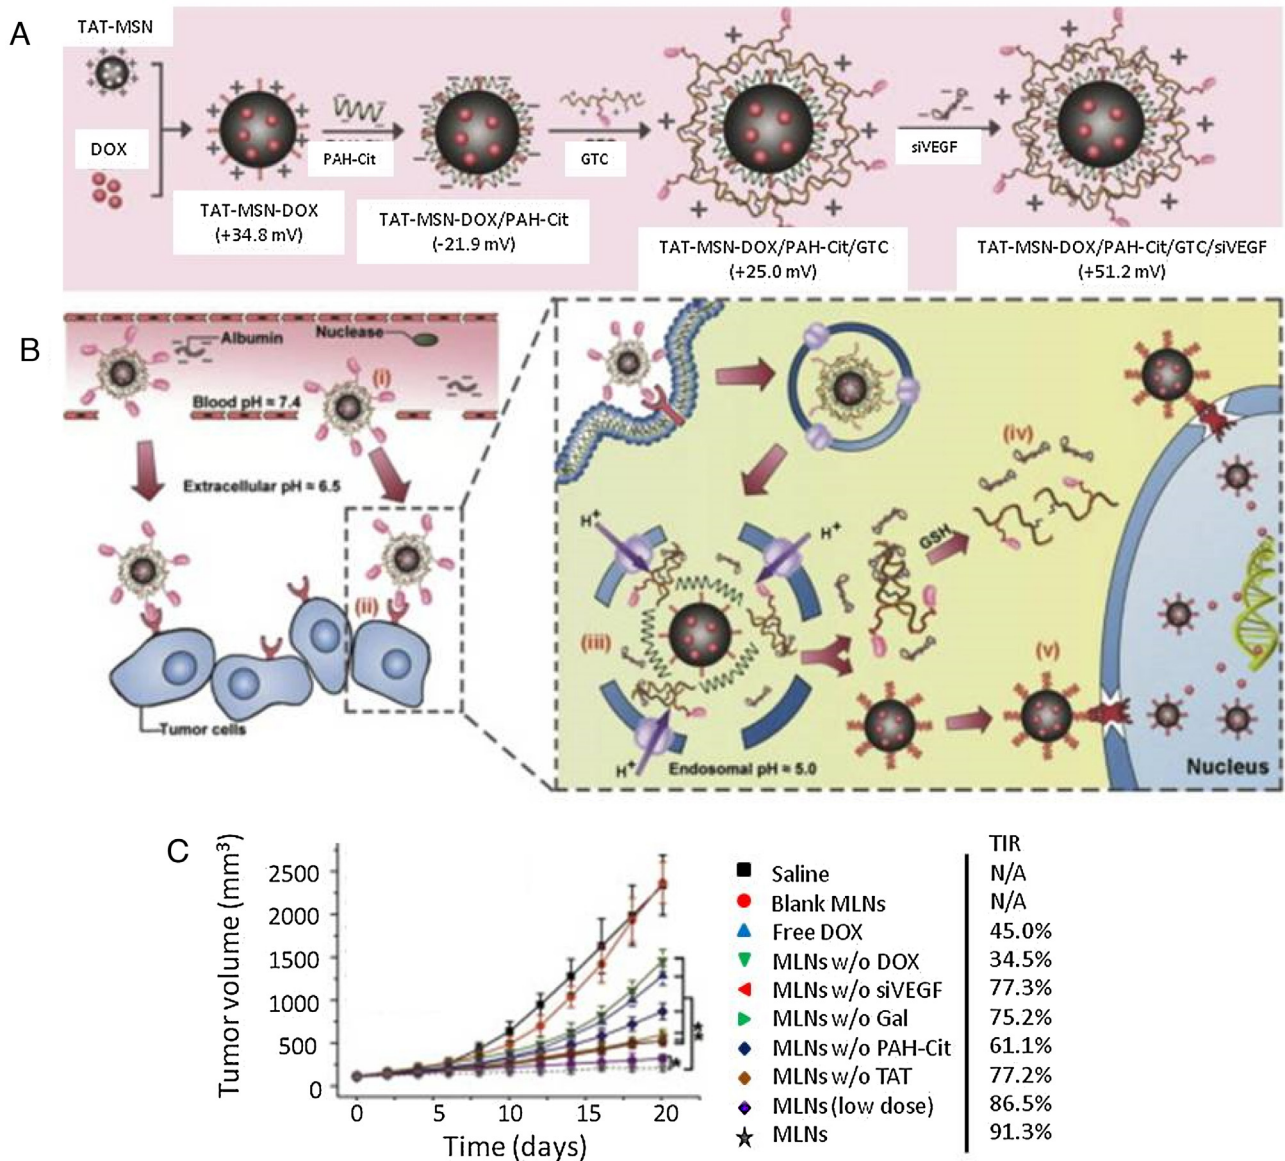 A
TAT-MSN
DOX
TAT-MSN-DOX
(+34.8 mV)
PAH-Cit
TAT-MSN-DOX/PAH-Cit
(-21.9 mV)
GTC
TAT-MSN-DOX/PAH-Cit/GTC
(+25.0 mV)
siVEGF
TAT-MSN-DOX/PAH-Cit/GTC/siVEGF
(+51.2 mV)
B
Albumin
Nuclease
(i)
Blood pH ≈ 7.4
Extracellular pH ≈ 6.5
(ii)
Tumor cells
H+
H+
(iii)
H+
Endosomal pH ≈ 5.0
GSH
(iv)
(v)
Nucleus
C
Tumor volume (mm³)
2500
2000
1500
1000
500
0
0 5 10 15 20
Time (days)
**
*
TIR
Saline N/A
Blank MLNs N/A
Free DOX 45.0%
MLNs w/o DOX 34.5%
MLNs w/o siVEGF 77.3%
MLNs w/o Gal 75.2%
MLNs w/o PAH-Cit 61.1%
MLNs w/o TAT 77.2%
MLNs (low dose) 86.5%
MLNs 91.3%